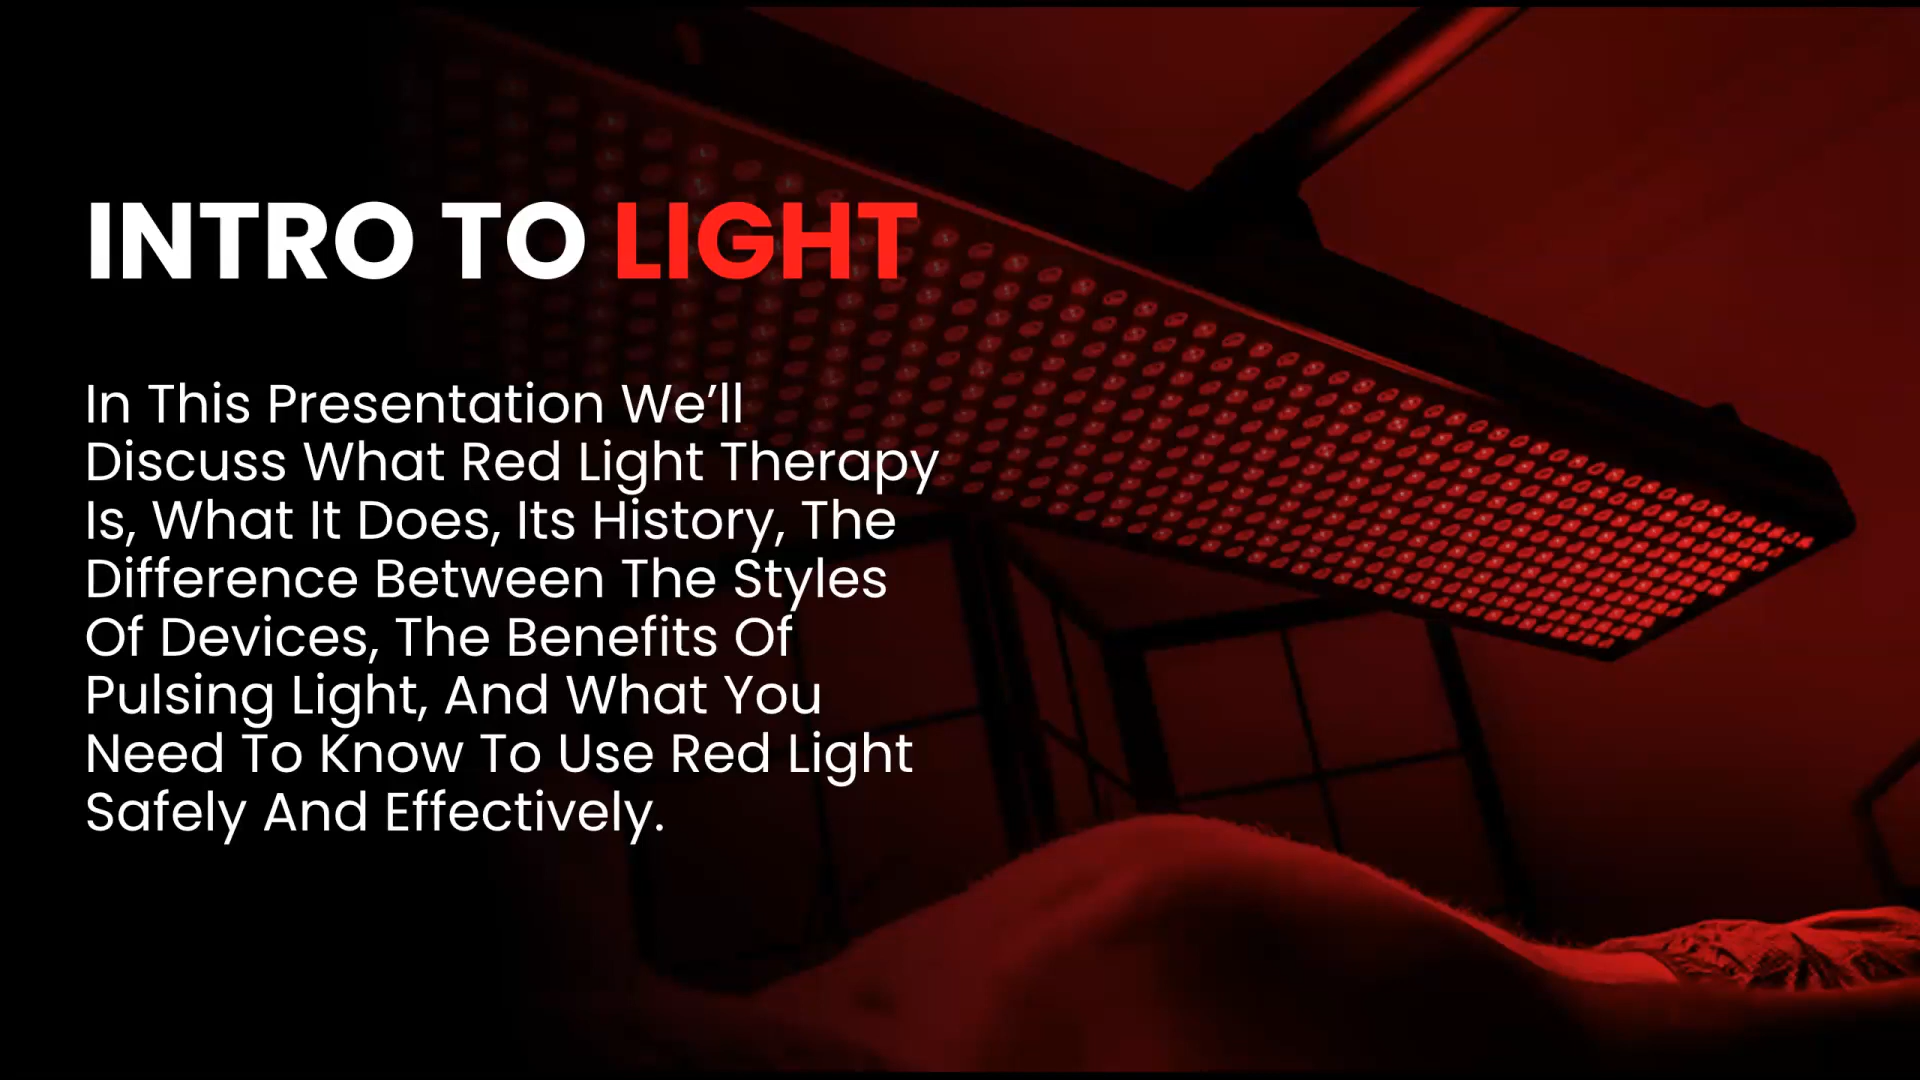 INTRO TO LIGHT
In This Presentation We’ll
Discuss What Red Light Therapy
Is, What It Does, Its History, The
Difference Between The Styles
Of Devices, The Benefits Of
Pulsing Light, And What You
Need To Know To Use Red Light
Safely And Effectively.